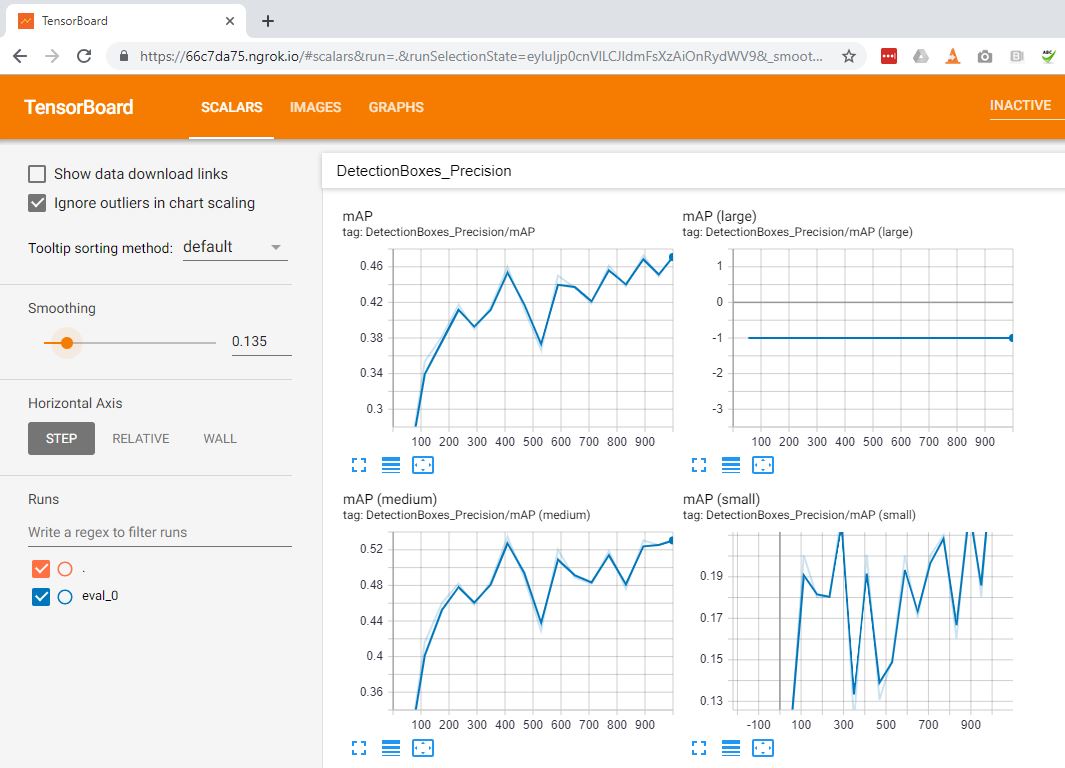 TensorBoard
https://66c7da75.ngrok.io/#scalars&run=.&runSelectionState=eyIuIjp0cnVlLCJldmFsXzAiOnRydWV9&_smoot...
TensorBoard
SCALARS
IMAGES
GRAPHS
INACTIVE
Show data download links
Ignore outliers in chart scaling
Tooltip sorting method: default
Smoothing
0.135
Horizontal Axis
STEP RELATIVE WALL
Runs
Write a regex to filter runs
.
eval_0
DetectionBoxes_Precision
mAP
tag: DetectionBoxes_Precision/mAP
0.46
0.42
0.38
0.34
0.3
100 200 300 400 500 600 700 800 900
mAP (large)
tag: DetectionBoxes_Precision/mAP (large)
1
0
-1
-2
-3
100 200 300 400 500 600 700 800 900
mAP (medium)
tag: DetectionBoxes_Precision/mAP (medium)
0.52
0.48
0.44
0.4
0.36
100 200 300 400 500 600 700 800 900
mAP (small)
tag: DetectionBoxes_Precision/mAP (small)
0.19
0.17
0.15
0.13
-100 100 300 500 700 900